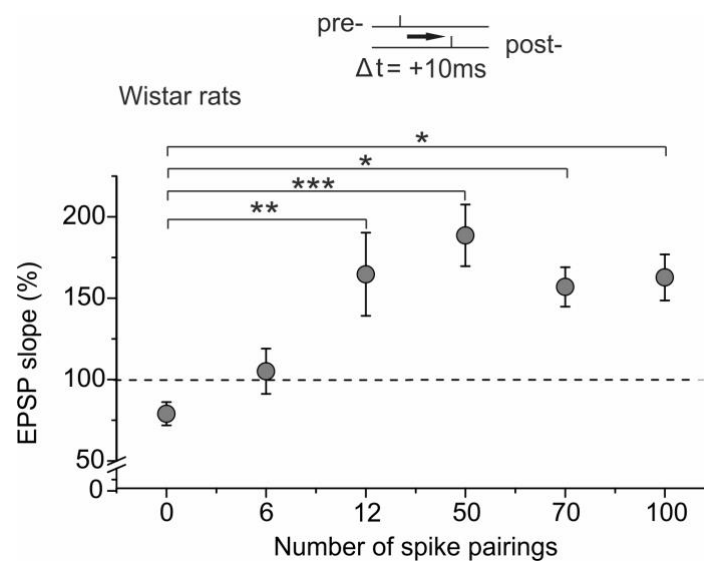 pre-
post-
Δt= +10ms
Wistar rats
*
*
***
**
200
150
100
50
0
EPSP slope (%)
0 6 12 50 70 100
Number of spike pairings